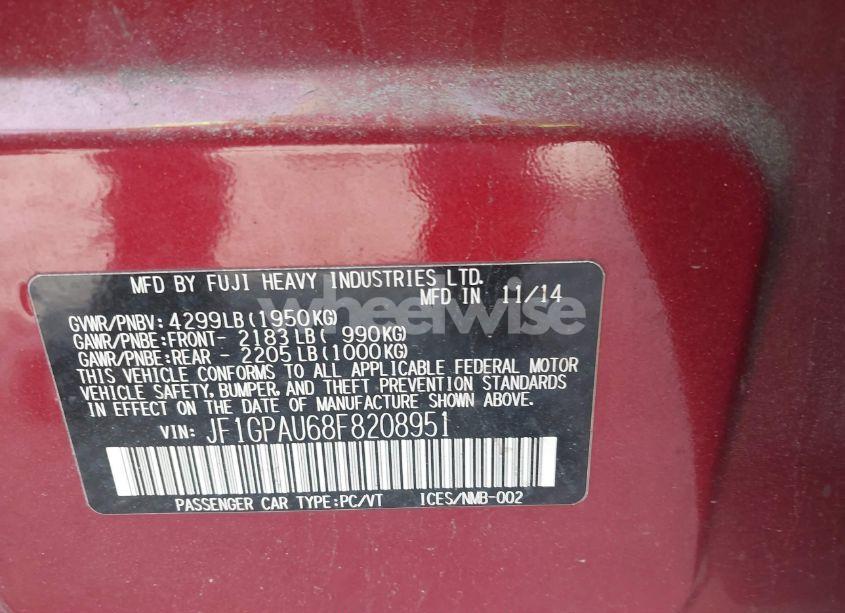 MFD BY FUJI HEAVY INDUSTRIES LTD.
MFD IN 11/14
GVWR/PNBV: 4299LB(1950KG)
GAWR/PNBE:FRONT- 2183LB( 990KG)
GAWR/PNBE:REAR - 2205LB(1000KG)
THIS VEHICLE CONFORMS TO ALL APPLICABLE FEDERAL MOTOR
VEHICLE SAFETY, BUMPER, AND THEFT PREVENTION STANDARDS
IN EFFECT ON THE DATE OF MANUFACTURE SHOWN ABOVE.
VIN: JF1GPAU68F8208951
PASSENGER CAR TYPE:PC/VT ICES/NMB-002
wheelwise